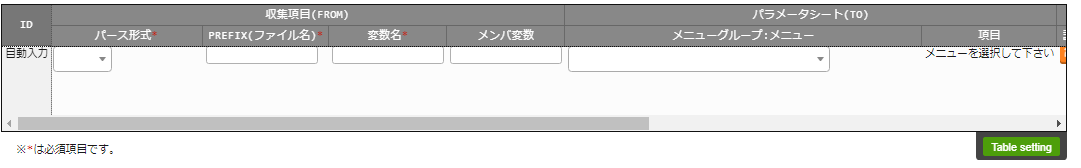 ID
収集項目(FROM)
パラメータシート(TO)
パース形式*
PREFIX(ファイル名)*
変数名*
メンバ変数
メニューグループ:メニュー
項目
自動入力
メニューを選択して下さい
※*は必須項目です。
Table setting